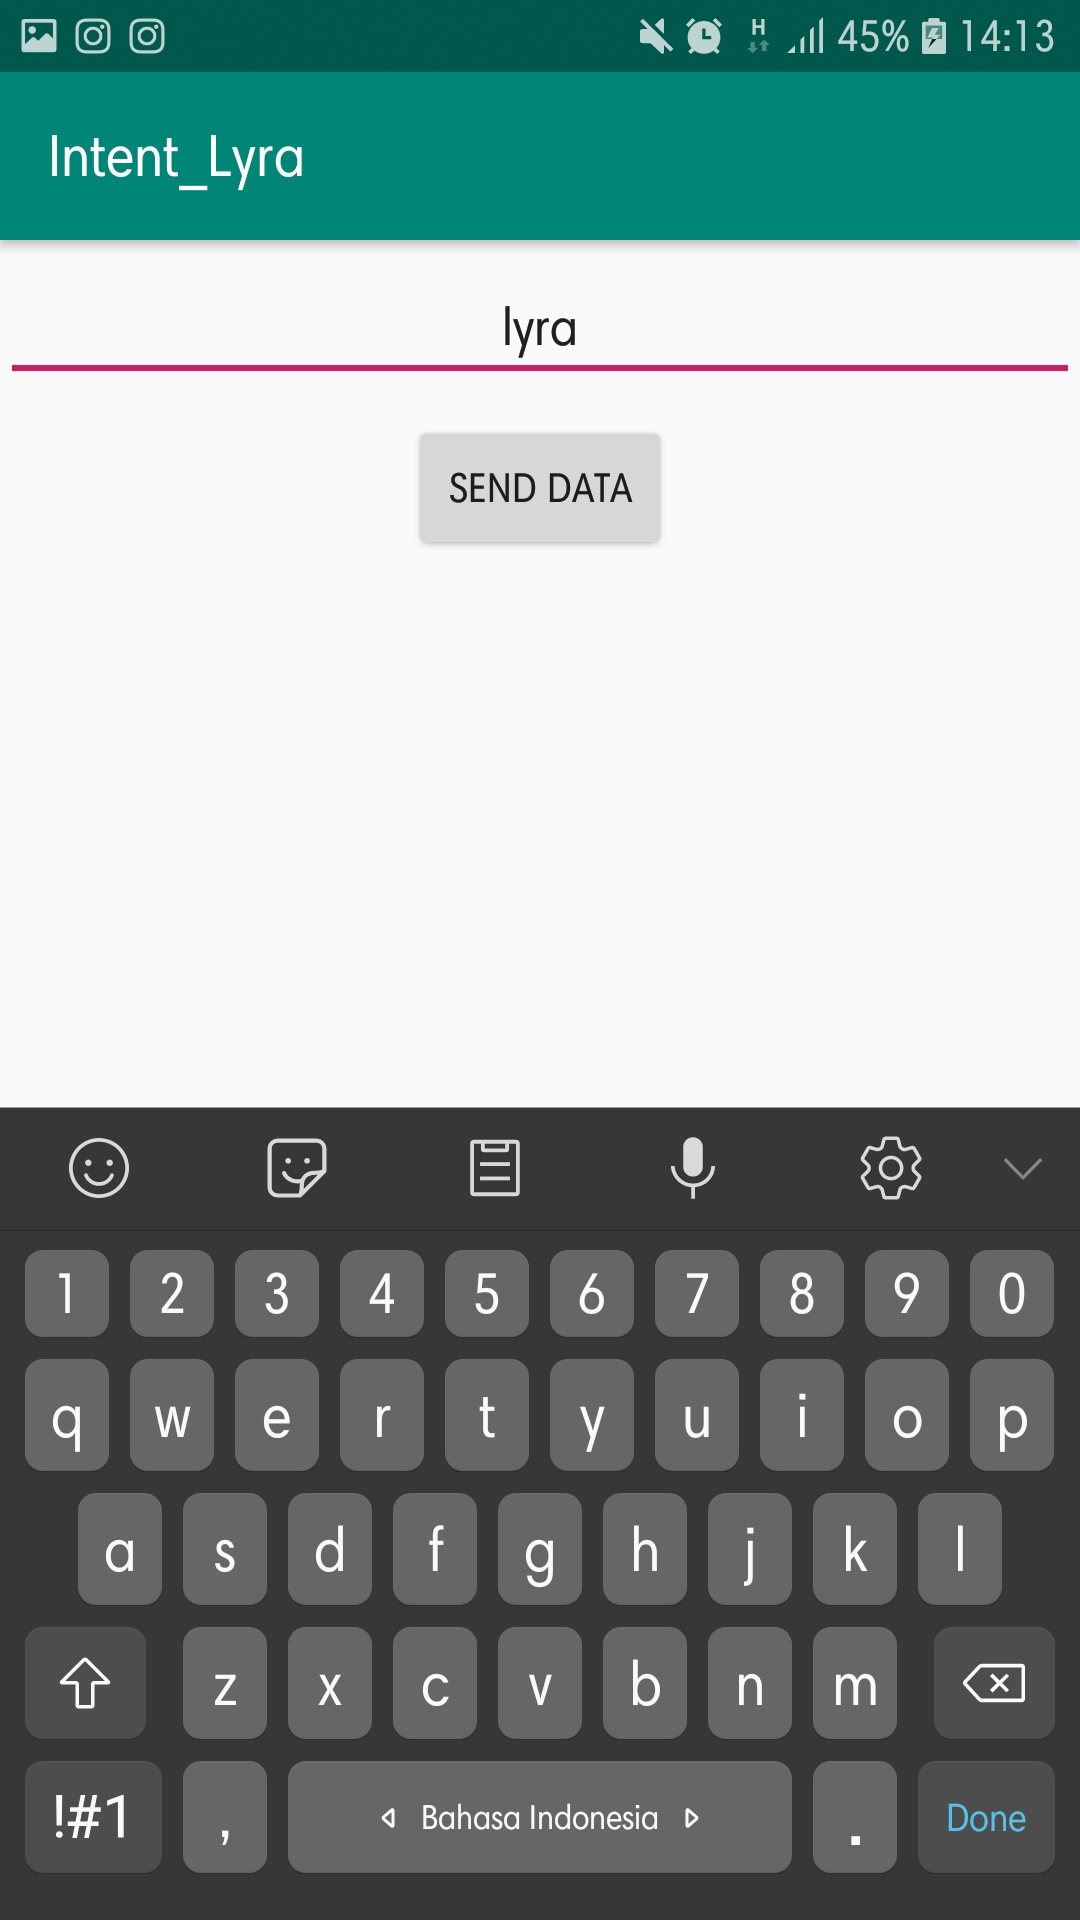 H 45% 14:13
Intent_Lyra
lyra
SEND DATA
1 2 3 4 5 6 7 8 9 0
q w e r t y u i o p
a s d f g h j k l
z x c v b n m
!#1 , Bahasa Indonesia . Done